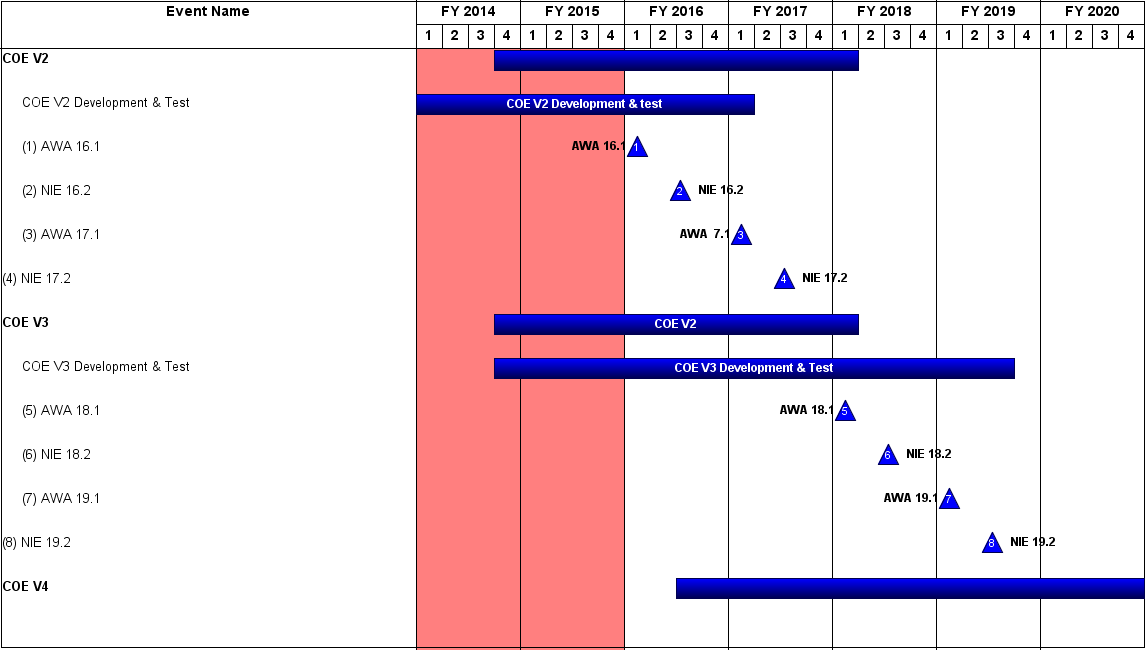 Event Name FY 2014 FY 2015 FY 2016 FY 2017 FY 2018 FY 2019 FY 2020
1 2 3 4 1 2 3 4 1 2 3 4 1 2 3 4 1 2 3 4 1 2 3 4 1 2 3 4
COE V2
COE V2 Development & Test COE V2 Development & test
(1) AWA 16.1 AWA 16.1 1
(2) NIE 16.2 2 NIE 16.2
(3) AWA 17.1 AWA 7.1 3
(4) NIE 17.2 4 NIE 17.2
COE V3 COE V2
COE V3 Development & Test COE V3 Development & Test
(5) AWA 18.1 AWA 18.1 5
(6) NIE 18.2 6 NIE 18.2
(7) AWA 19.1 AWA 19.1 7
(8) NIE 19.2 8 NIE 19.2
COE V4